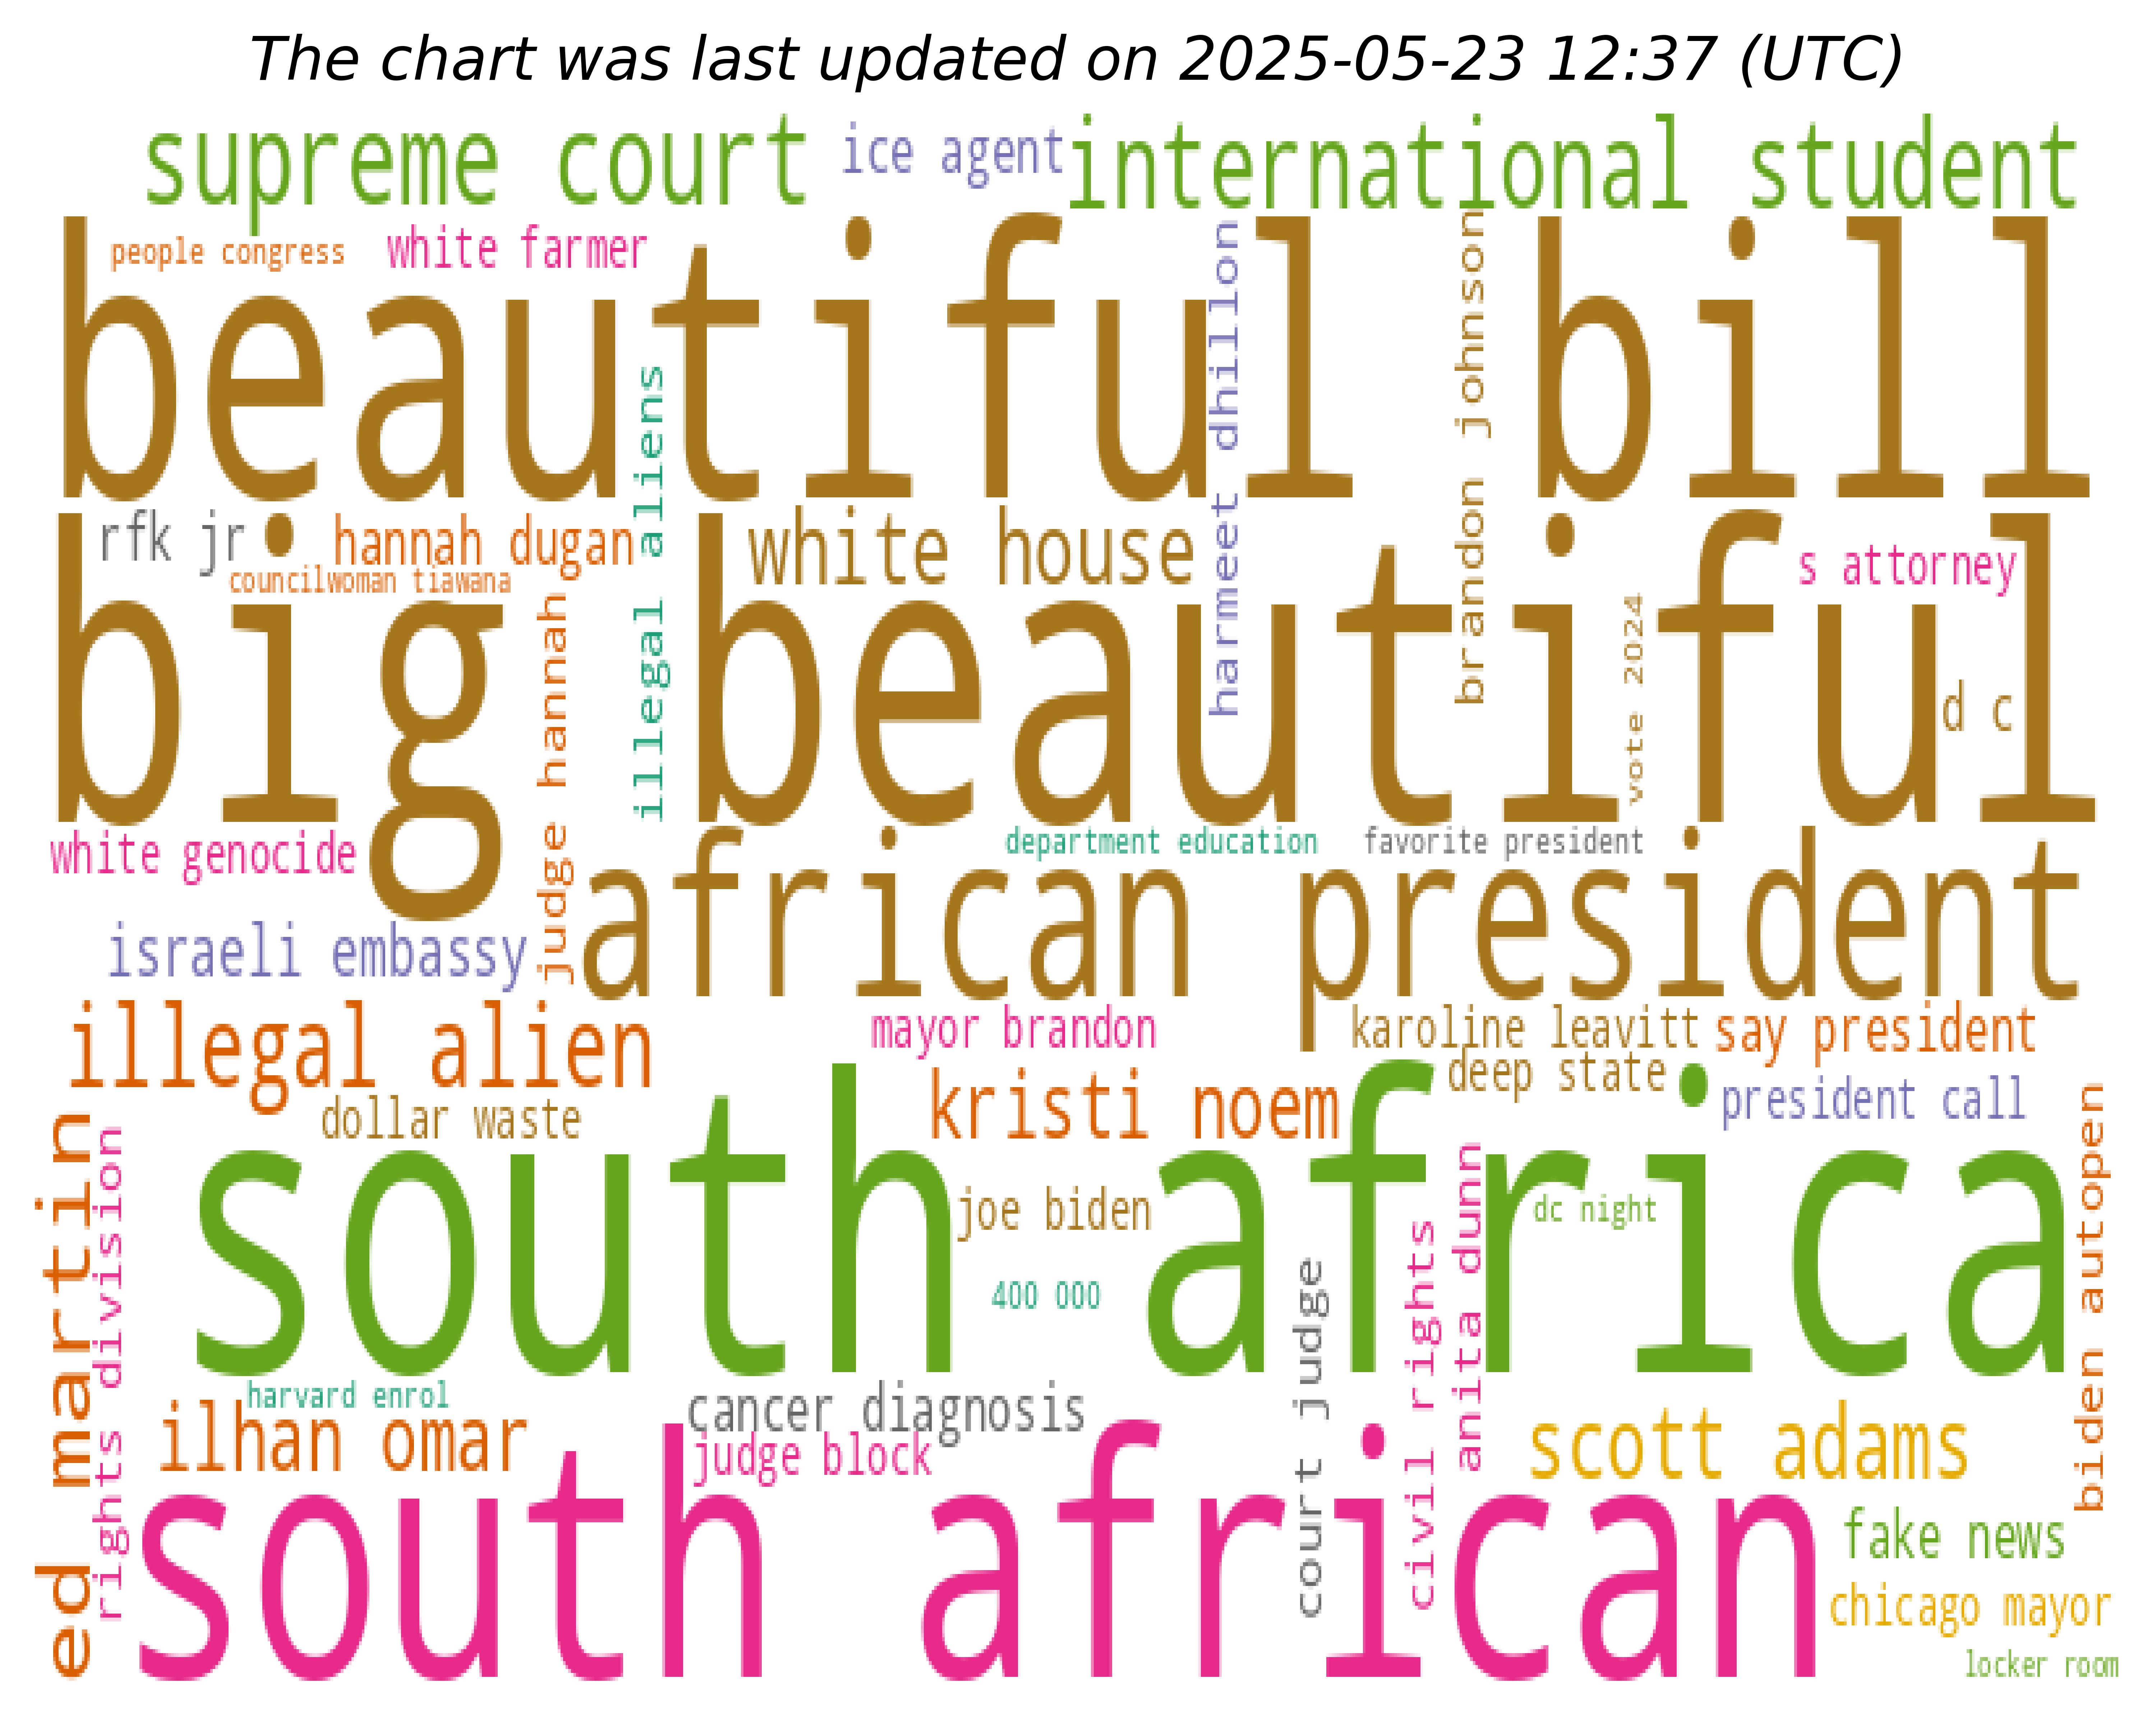 The chart was last updated on 2025-05-23 12:37 (UTC)
supreme court
ice agent
international student
people congress
white farmer
beautiful bill
harmeet dhillon
brandon johnson
illegal aliens
rfk jr
hannah dugan
white house
s attorney
councilwoman tiawana
big beautiful
judge hannah
vote 2024
d c
white genocide
department education
favorite president
african president
israeli embassy
illegal alien
mayor brandon
karoline leavitt
say president
deep state
dollar waste
kristi noem
president call
ed martin
rights division
south africa
joe biden
dc night
anita dunn
biden autopen
400 000
court judge
civil rights
harvard enrol
cancer diagnosis
ilhan omar
judge block
scott adams
south african
fake news
chicago mayor
locker room